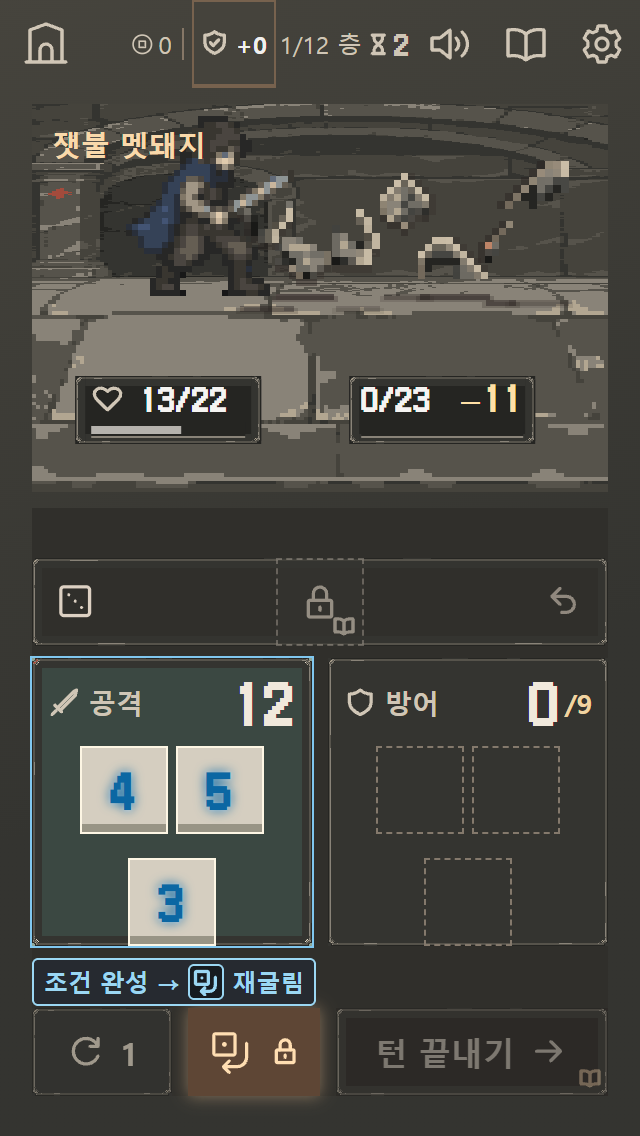 0 +0 1/12 층 2
잿불 멧돼지
13/22 0/23 −11
공격 12 방어 0/9
4 5
3
조건 완성 → 재굴림
1 턴 끝내기 →